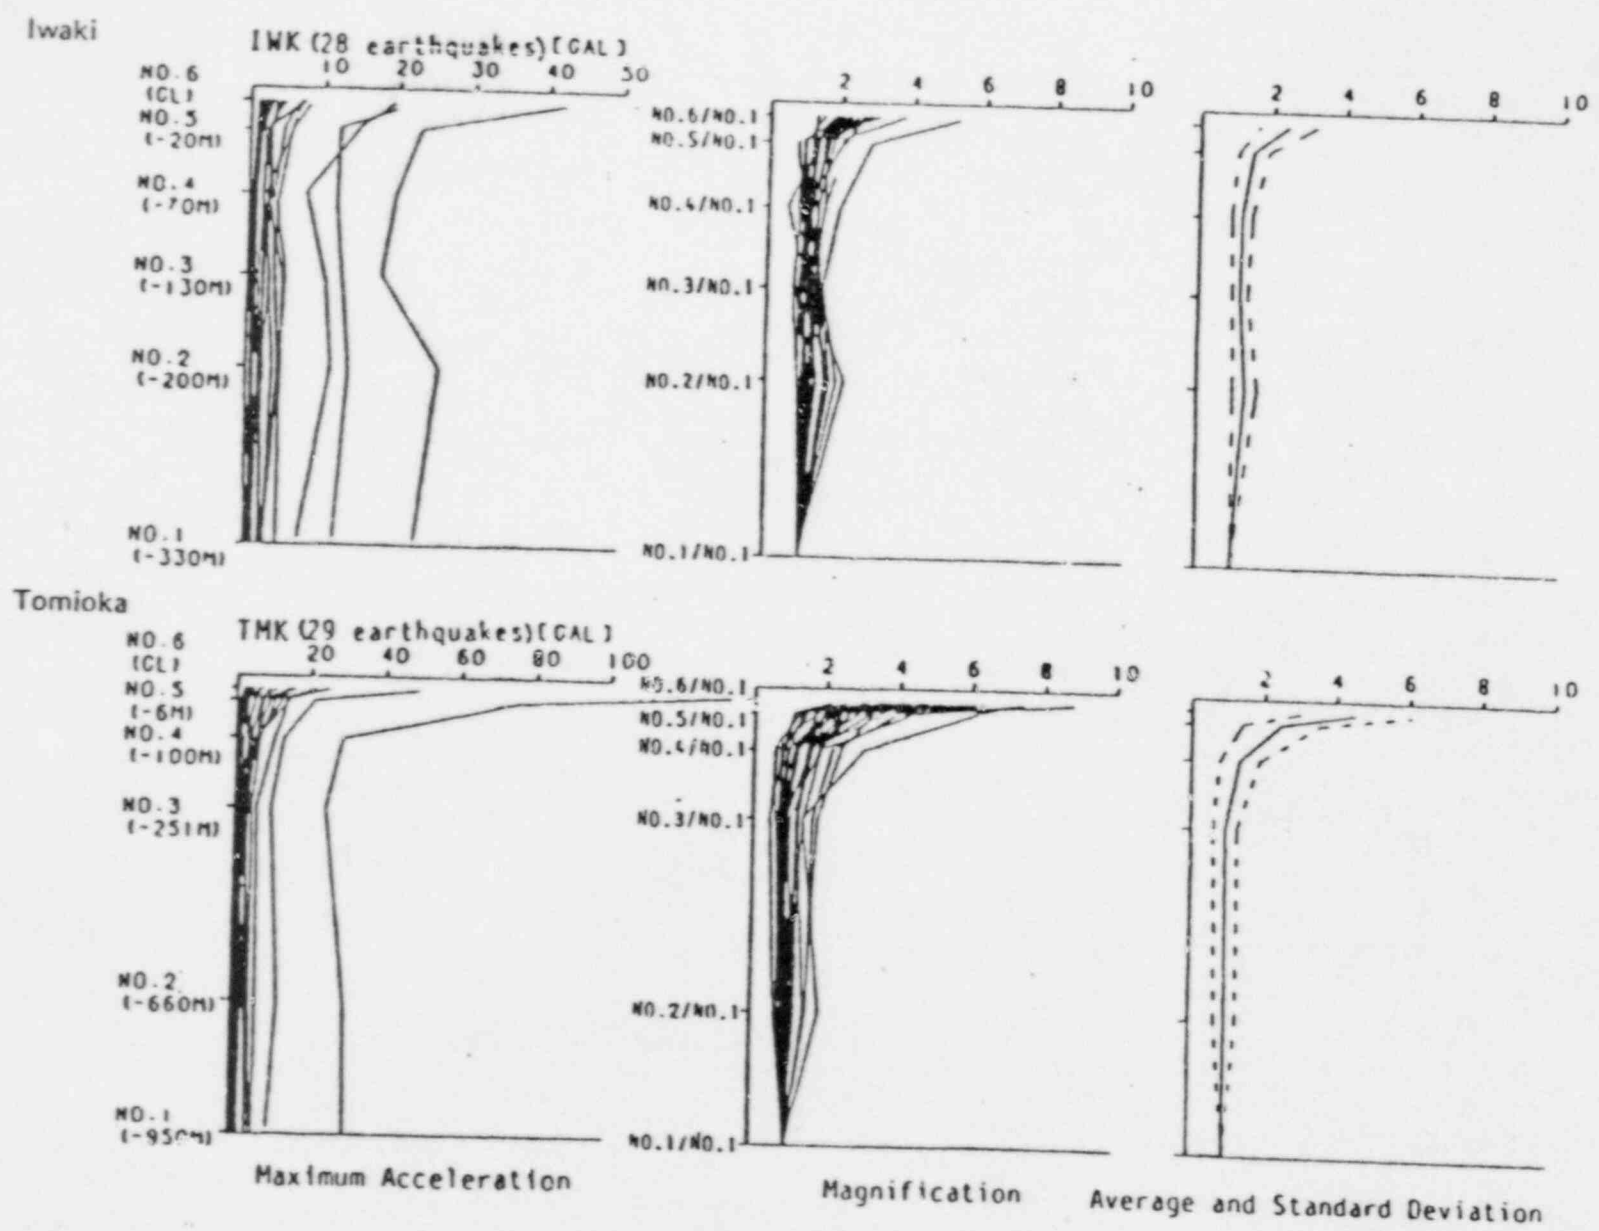 Iwaki
IWK (28 earthquakes) [GAL]
10 20 30 40 50
NO.6
(GL)
NO.5
(-20M)
NO.4
(-70M)
NO.3
(-130M)
NO.2
(-200M)
NO.1
(-330M)
2 4 6 8 10
NO.6/NO.1
NO.5/NO.1
NO.4/NO.1
NO.3/NO.1
NO.2/NO.1
NO.1/NO.1
2 4 6 8 10
Tomioka
TMK (29 earthquakes) [GAL]
20 40 60 80 100
NO.6
(GL)
NO.5
(-6M)
NO.4
(-100M)
NO.3
(-251M)
NO.2
(-660M)
NO.1
2 4 6 8 10
NO.6/NO.1
NO.5/NO.1
NO.4/NO.1
NO.3/NO.1
NO.2/NO.1
NO.1/NO.1
2 4 6 8 10
Maximum Acceleration
Magnification
Average and Standard Deviation